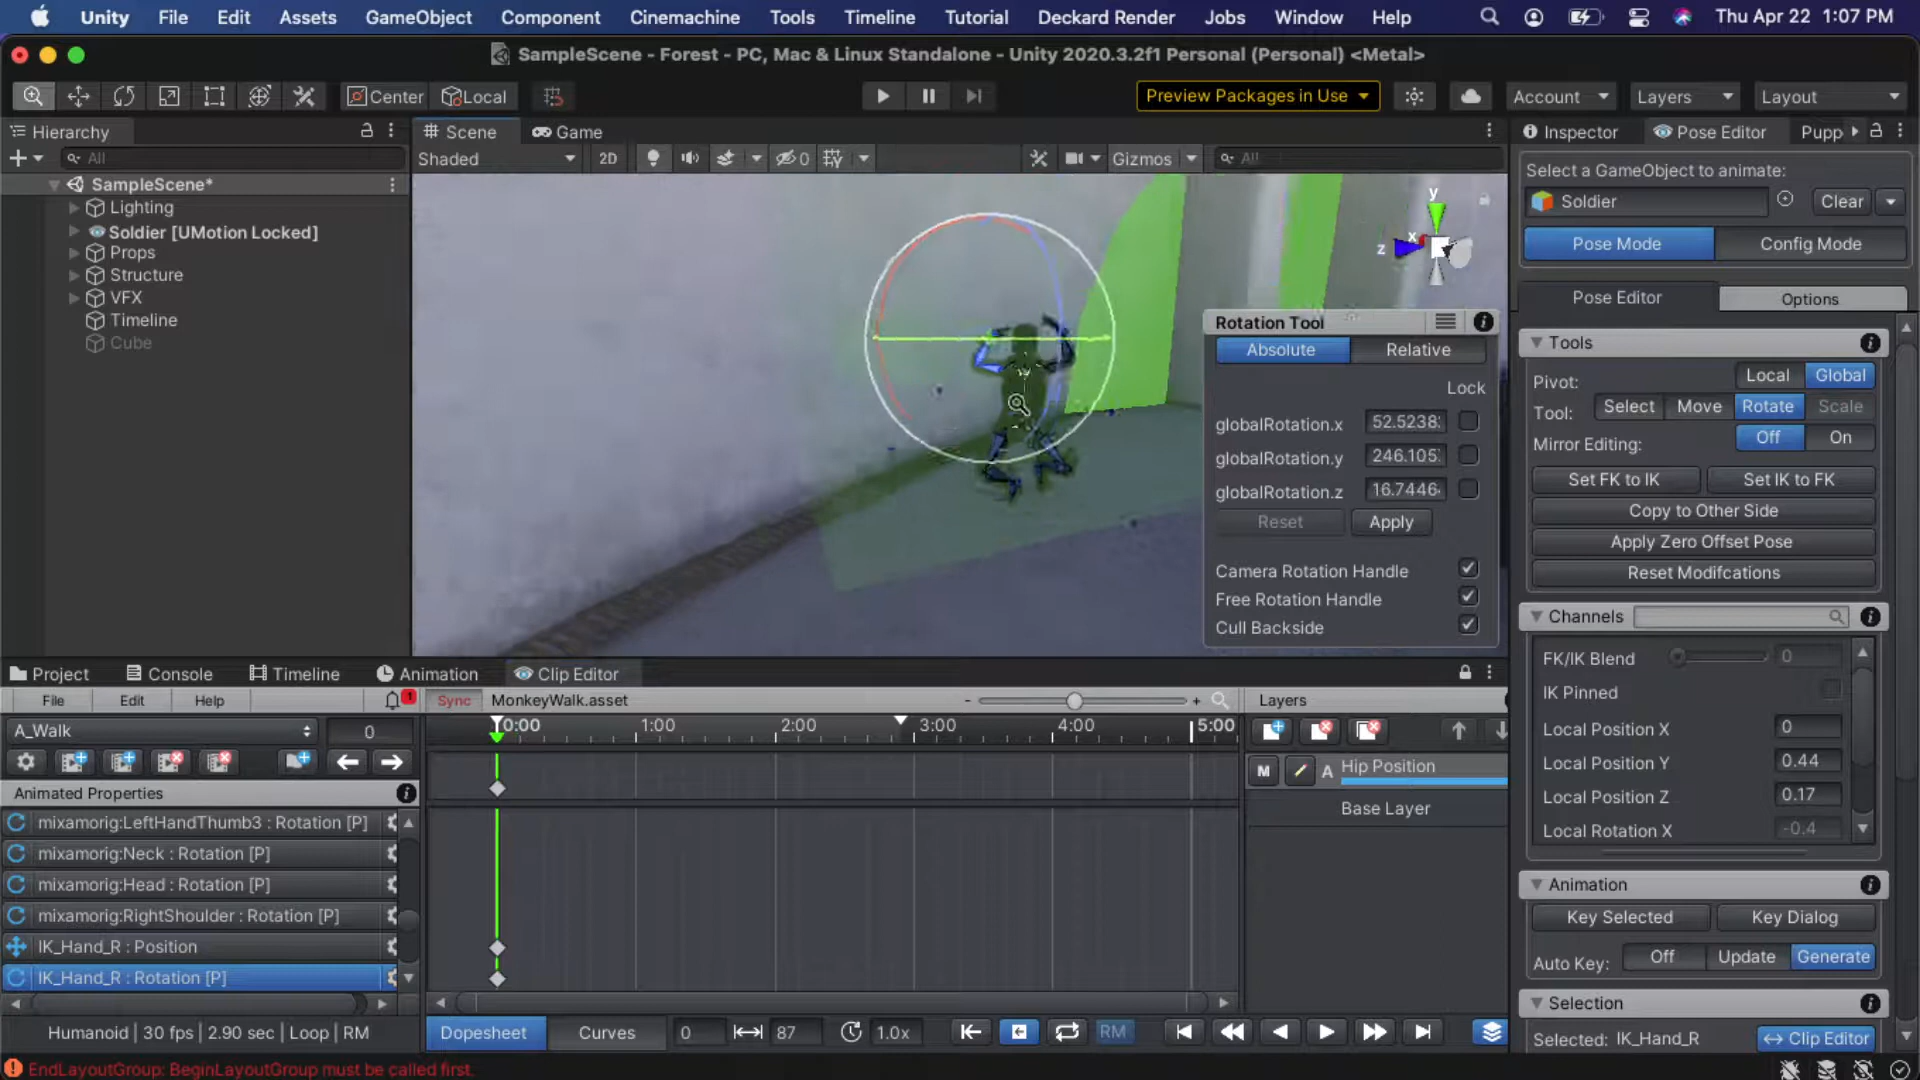 Unity File Edit Assets GameObject Component Cinemachine Tools Timeline Tutorial Deckard Render Jobs Window Help Thu Apr 22 1:07 PM
SampleScene - Forest - PC, Mac & Linux Standalone - Unity 2020.3.2f1 Personal (Personal) <Metal>
Center Local Preview Packages in Use Account Layers Layout
Hierarchy
All
SampleScene*
Lighting
Soldier [UMotion Locked]
Props
Structure
VFX
Timeline
Cube
Scene Game
Shaded 2D 0 Gizmos All
y
x
z
Rotation Tool
Absolute Relative
Lock
globalRotation.x 52.5238
globalRotation.y 246.105
globalRotation.z 16.7446
Reset Apply
Camera Rotation Handle
Free Rotation Handle
Cull Backside
Inspector Pose Editor Pupp
Select a GameObject to animate:
Soldier Clear
Pose Mode Config Mode
Pose Editor Options
Tools
Pivot: Local Global
Tool: Select Move Rotate Scale
Mirror Editing: Off On
Set FK to IK Set IK to FK
Copy to Other Side
Apply Zero Offset Pose
Reset Modifcations
Channels
FK/IK Blend 0
IK Pinned
Local Position X 0
Local Position Y 0.44
Local Position Z 0.17
Local Rotation X -0.4
Animation
Key Selected Key Dialog
Auto Key: Off Update Generate
Selection
Selected: IK_Hand_R Clip Editor
Project Console Timeline Animation Clip Editor
File Edit Help 1 Sync MonkeyWalk.asset - + Layers
A_Walk 0
0:00 1:00 2:00 3:00 4:00 5:00
Animated Properties
mixamorig:LeftHandThumb3 : Rotation [P]
mixamorig:Neck : Rotation [P]
mixamorig:Head : Rotation [P]
mixamorig:RightShoulder : Rotation [P]
IK_Hand_R : Position
IK_Hand_R : Rotation [P]
M A Hip Position
Base Layer
Humanoid | 30 fps | 2.90 sec | Loop | RM
Dopesheet Curves 0 87 1.0x RM
EndLayoutGroup: BeginLayoutGroup must be called first.